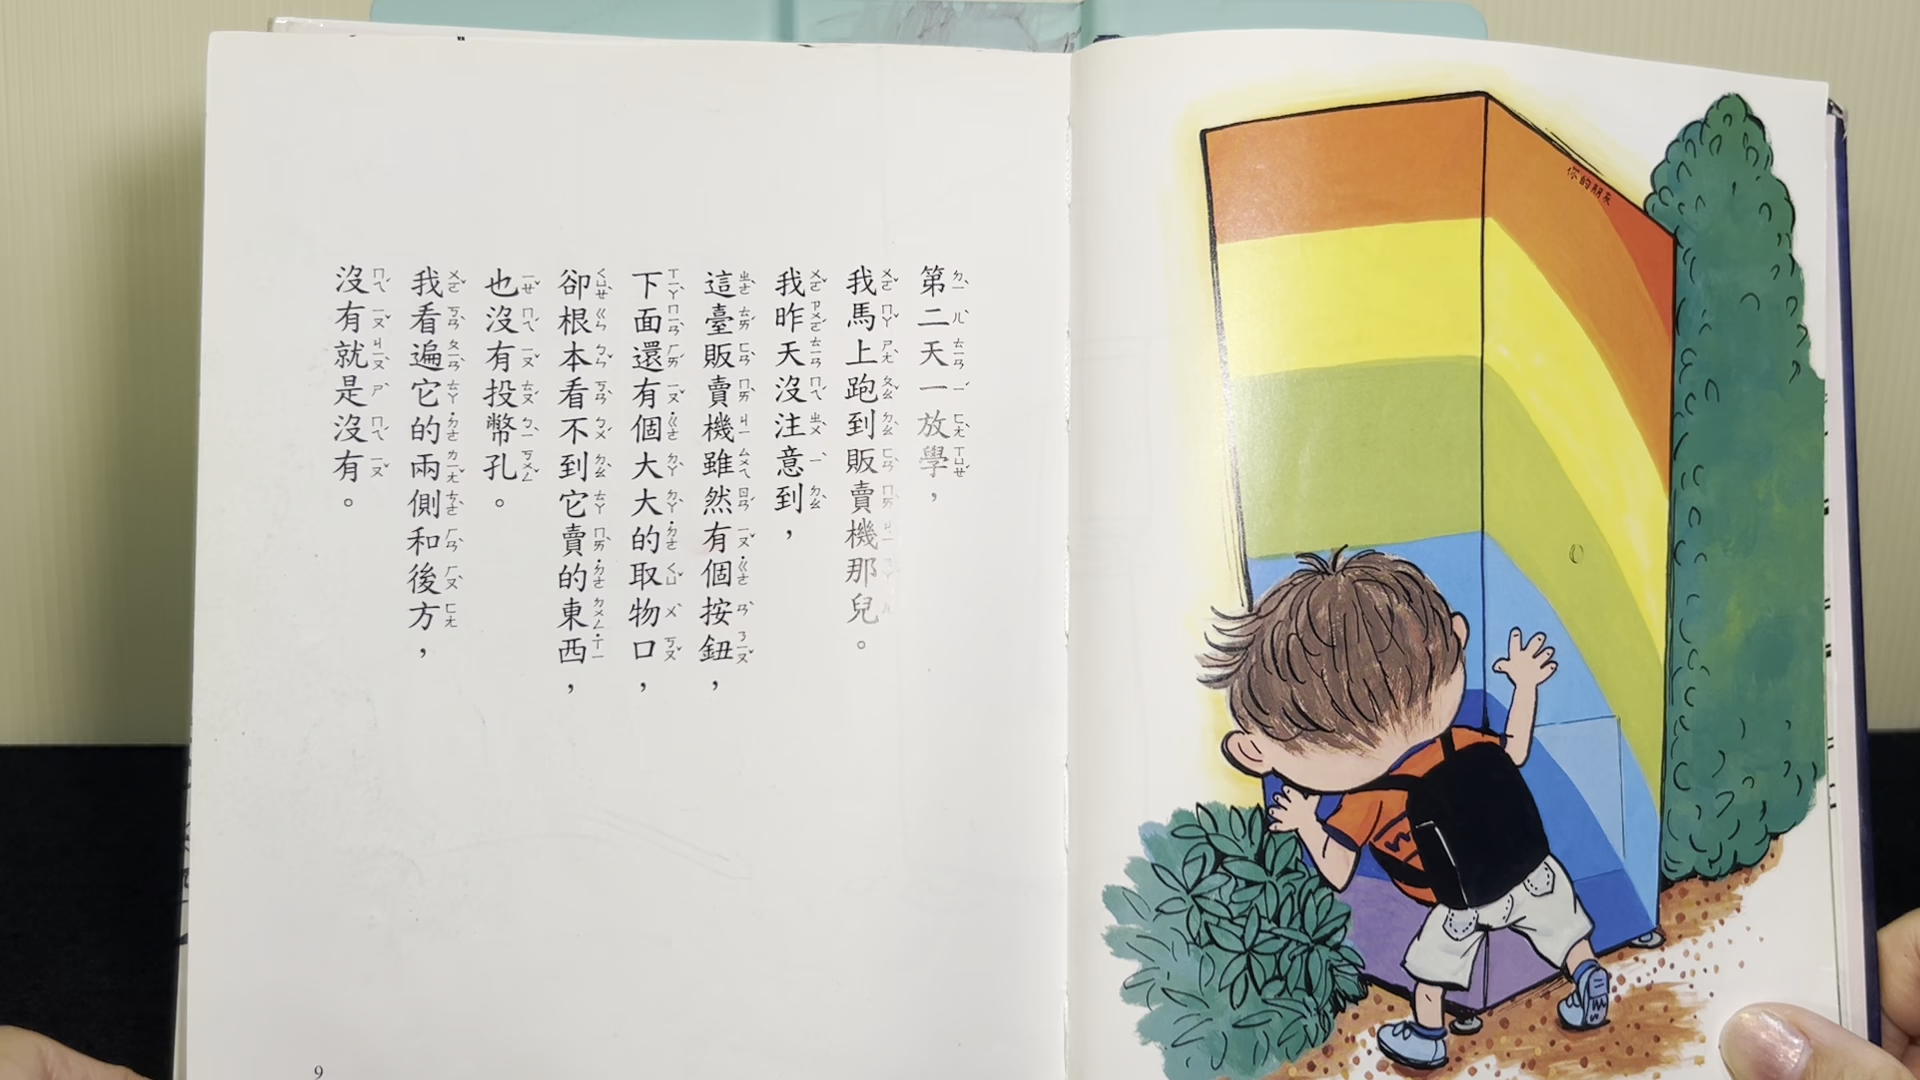 第二天一放學，
我馬上跑到販賣機那兒。
我昨天沒注意到，
這臺販賣機雖然有個按鈕，
下面還有個大大的取物口，
卻根本看不到它賣的東西，
也沒有投幣孔。
我看遍它的兩側和後方，
沒有就是沒有。
9
你的朋友